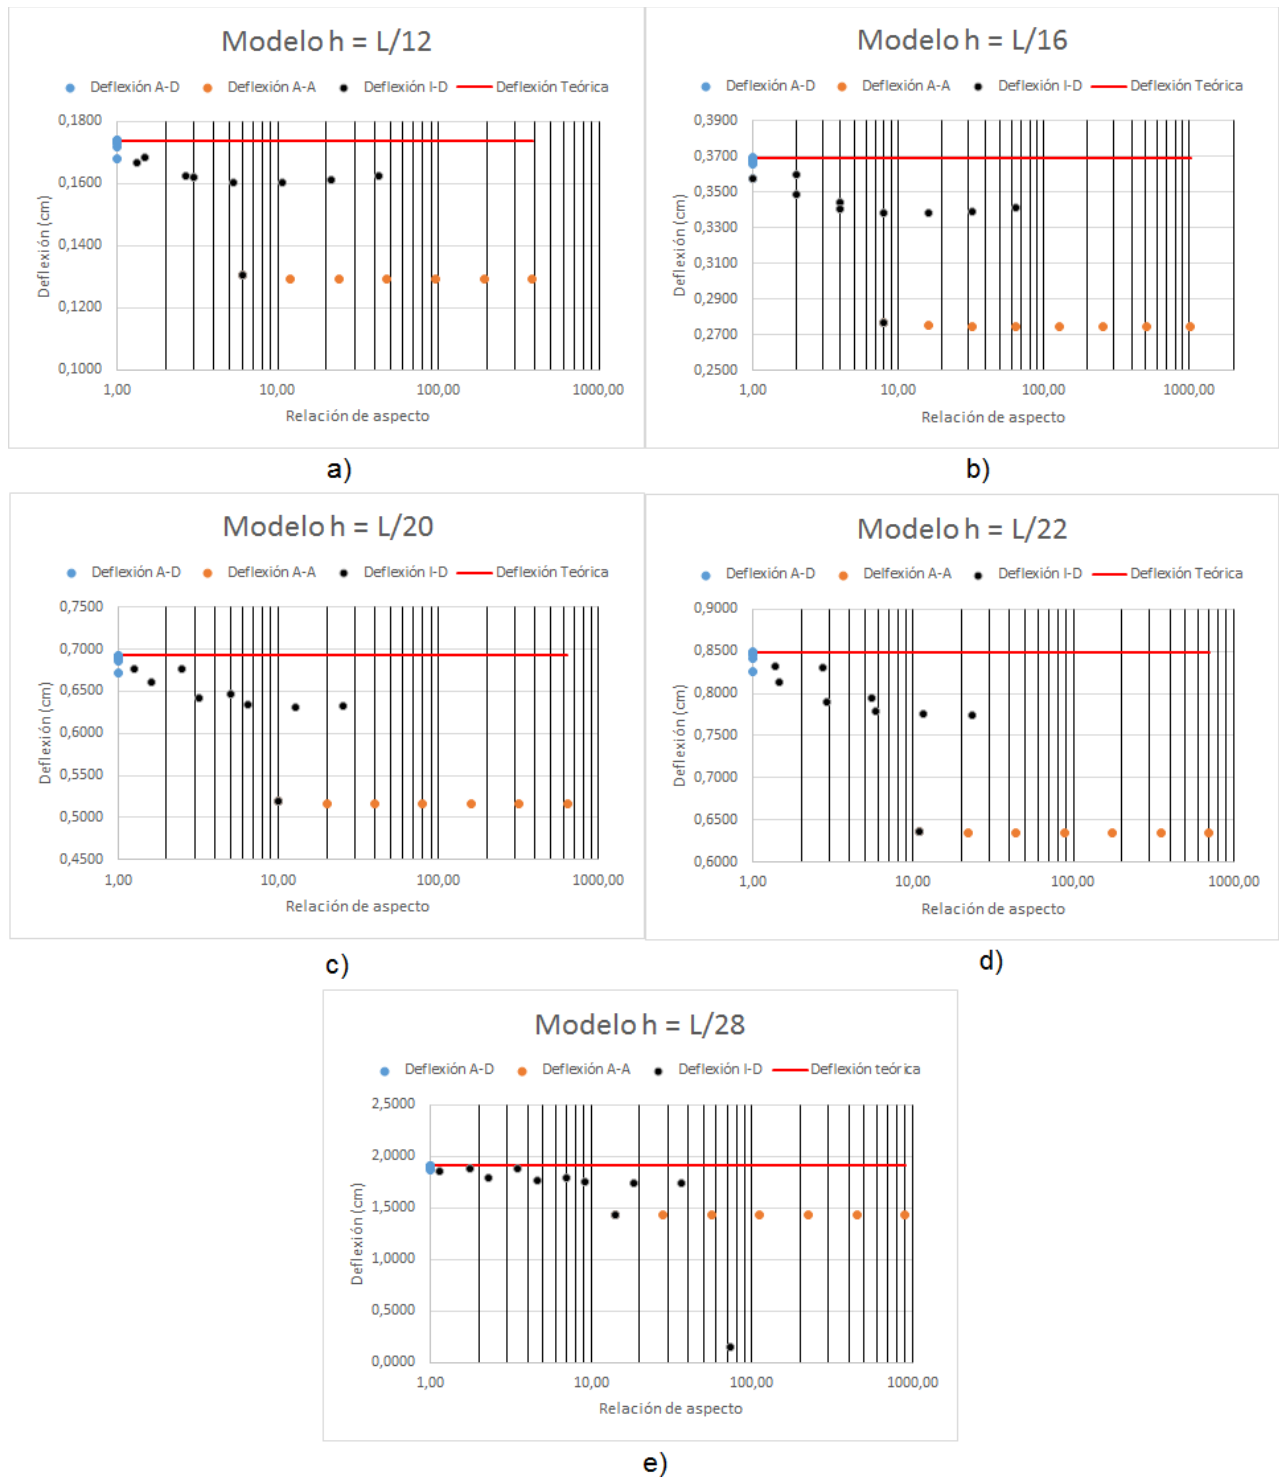 Modelo h = L/12
Deflexión A-D Deflexión A-A Deflexión I-D Deflexión Teórica
0,1800
0,1600
0,1400
0,1200
0,1000
Deflexión (cm)
1,00 10,00 100,00 1000,00
Relación de aspecto
a)
Modelo h = L/16
Deflexión A-D Deflexión A-A Deflexión I-D Deflexión Teórica
0,3900
0,3700
0,3500
0,3300
0,3100
0,2900
0,2700
0,2500
Deflexión (cm)
1,00 10,00 100,00 1000,00
Relación de aspecto
b)
Modelo h = L/20
Deflexión A-D Deflexión A-A Deflexión I-D Deflexión Teórica
0,7500
0,7000
0,6500
0,6000
0,5500
0,5000
0,4500
Deflexión (cm)
1,00 10,00 100,00 1000,00
Relación de aspecto
c)
Modelo h = L/22
Deflexión A-D Delfexión A-A Deflexión I-D Deflexión Teórica
0,9000
0,8500
0,8000
0,7500
0,7000
0,6500
0,6000
Deflexión (cm)
1,00 10,00 100,00 1000,00
Relación de aspecto
d)
Modelo h = L/28
Deflexión A-D Deflexión A-A Deflexión I-D Deflexión teórica
2,5000
2,0000
1,5000
1,0000
0,5000
0,0000
Deflexión (cm)
1,00 10,00 100,00 1000,00
Relación de aspecto
e)